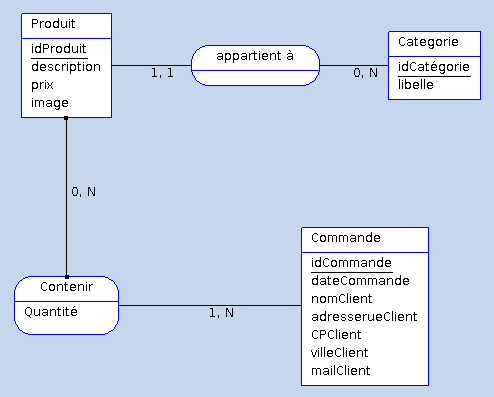 Produit
idProduit
description
prix
image
1, 1
appartient à
0, N
Categorie
idCatégorie
libelle
0, N
Contenir
Quantité
1, N
Commande
idCommande
dateCommande
nomClient
adresserueClient
CPClient
villeClient
mailClient